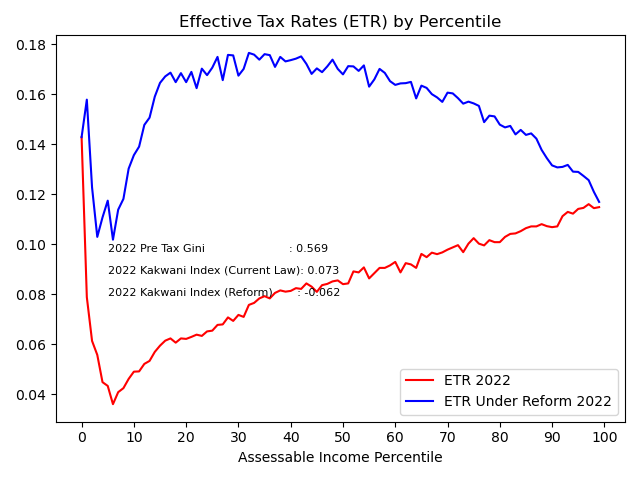 Effective Tax Rates (ETR) by Percentile
0.18
0.16
0.14
0.12
0.10
0.08
0.06
0.04
2022 Pre Tax Gini : 0.569
2022 Kakwani Index (Current Law): 0.073
2022 Kakwani Index (Reform) : -0.062
ETR 2022
ETR Under Reform 2022
0 10 20 30 40 50 60 70 80 90 100
Assessable Income Percentile